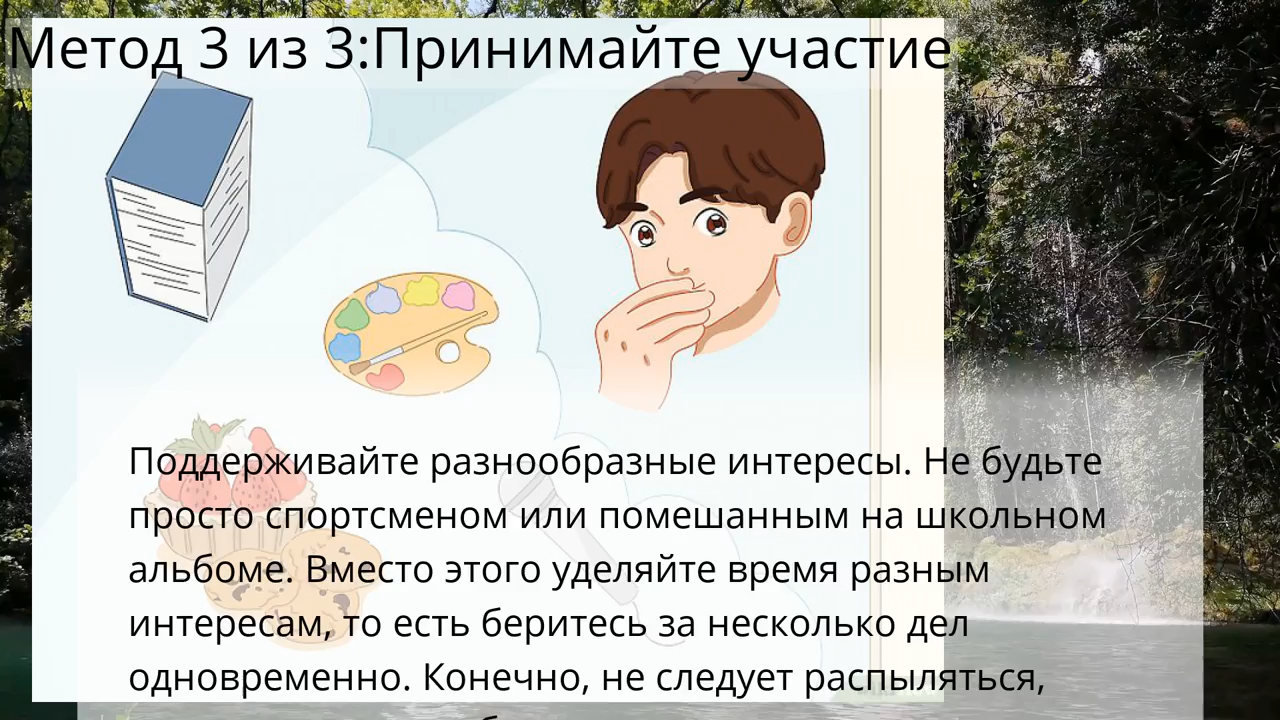 Метод 3 из 3:Принимайте участие
Поддерживайте разнообразные интересы. Не будьте
просто спортсменом или помешанным на школьном
альбоме. Вместо этого уделяйте время разным
интересам, то есть беритесь за несколько дел
одновременно. Конечно, не следует распыляться,